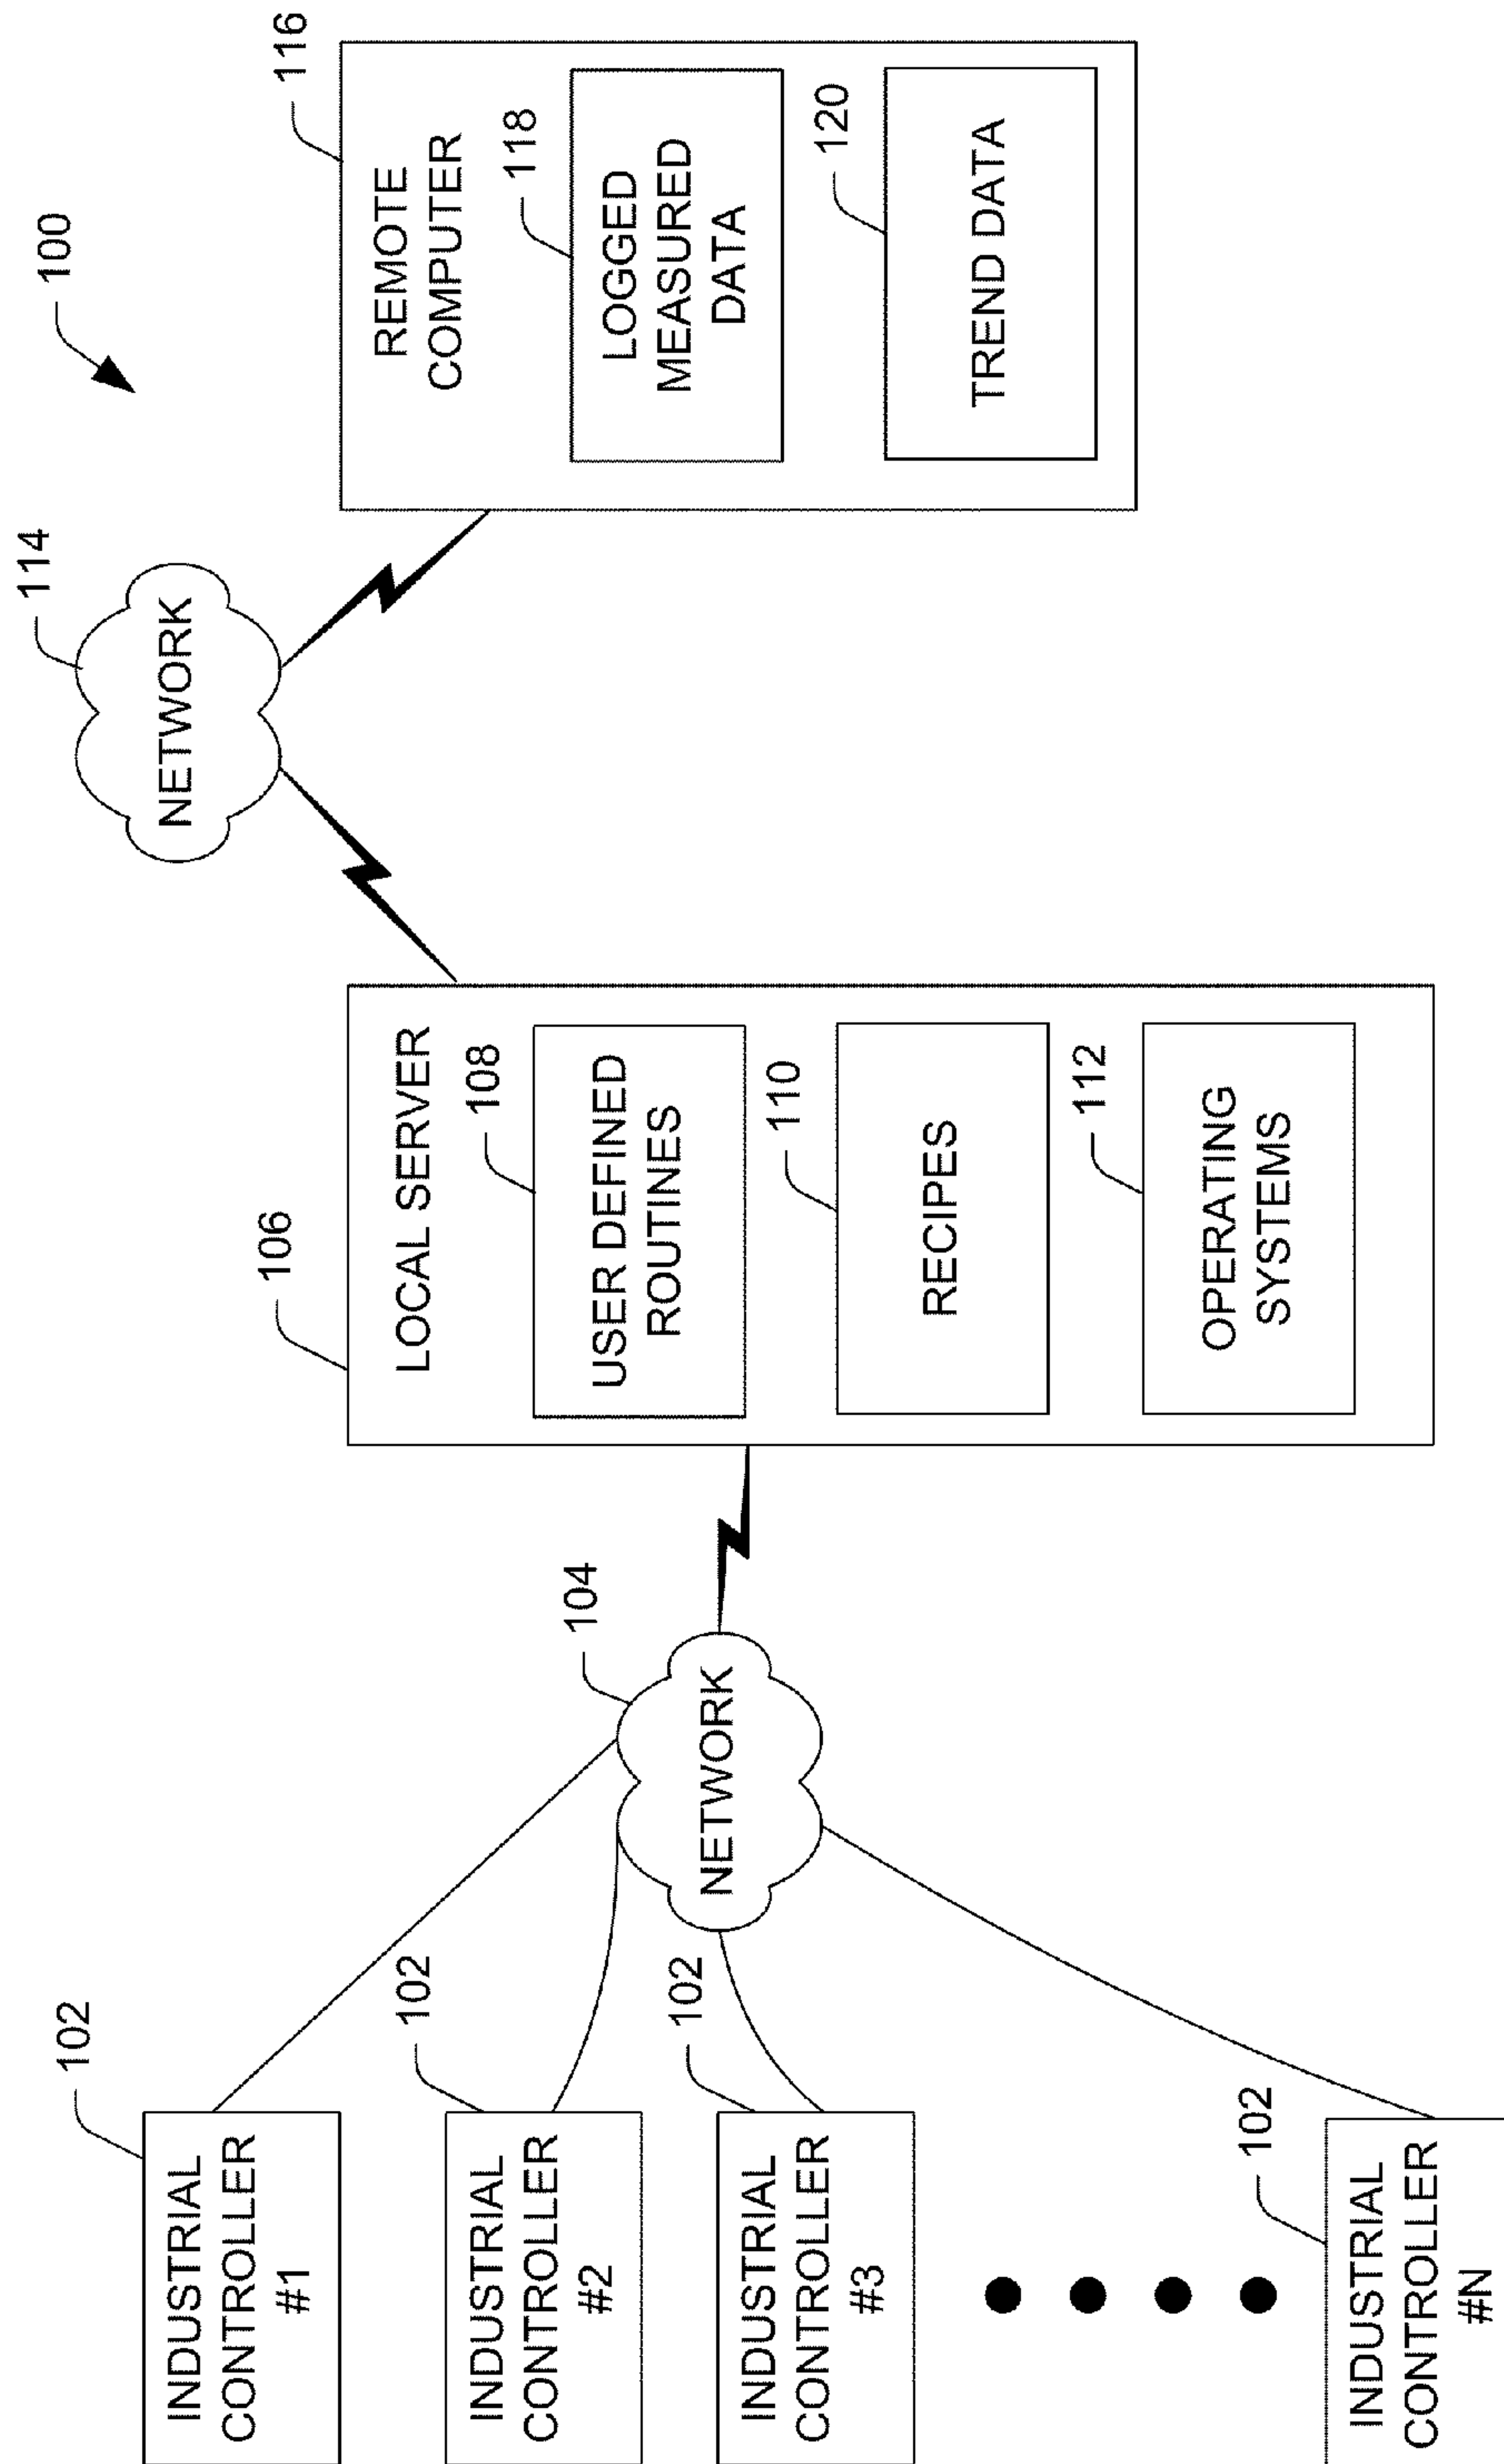 100
102
INDUSTRIAL
CONTROLLER
#1
102
INDUSTRIAL
CONTROLLER
#2
102
INDUSTRIAL
CONTROLLER
#3
102
INDUSTRIAL
CONTROLLER
#N
104
NETWORK
106
LOCAL SERVER
108
USER DEFINED
ROUTINES
110
RECIPES
112
OPERATING
SYSTEMS
114
NETWORK
116
REMOTE
COMPUTER
118
LOGGED
MEASURED
DATA
120
TREND DATA